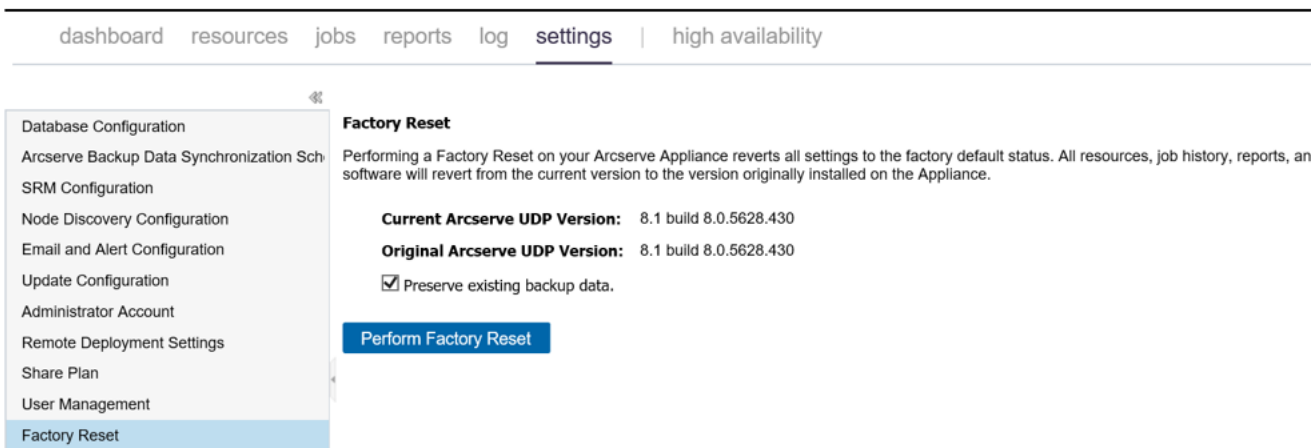 dashboard resources jobs reports log settings | high availability
Database Configuration
Arcserve Backup Data Synchronization Sch
SRM Configuration
Node Discovery Configuration
Email and Alert Configuration
Update Configuration
Administrator Account
Remote Deployment Settings
Share Plan
User Management
Factory Reset
Factory Reset
Performing a Factory Reset on your Arcserve Appliance reverts all settings to the factory default status. All resources, job history, reports, an
software will revert from the current version to the version originally installed on the Appliance.
Current Arcserve UDP Version: 8.1 build 8.0.5628.430
Original Arcserve UDP Version: 8.1 build 8.0.5628.430
Preserve existing backup data.
Perform Factory Reset